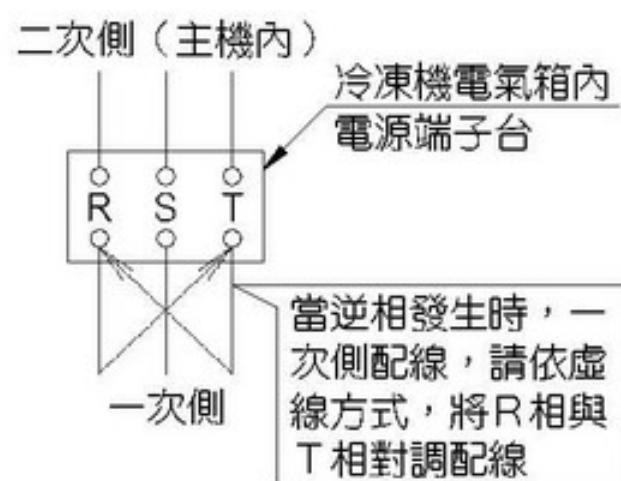 二次側（主機內）
冷凍機電氣箱內
電源端子台
R S T
當逆相發生時，一
次側配線，請依虛
線方式，將R相與
T相對調配線
一次側